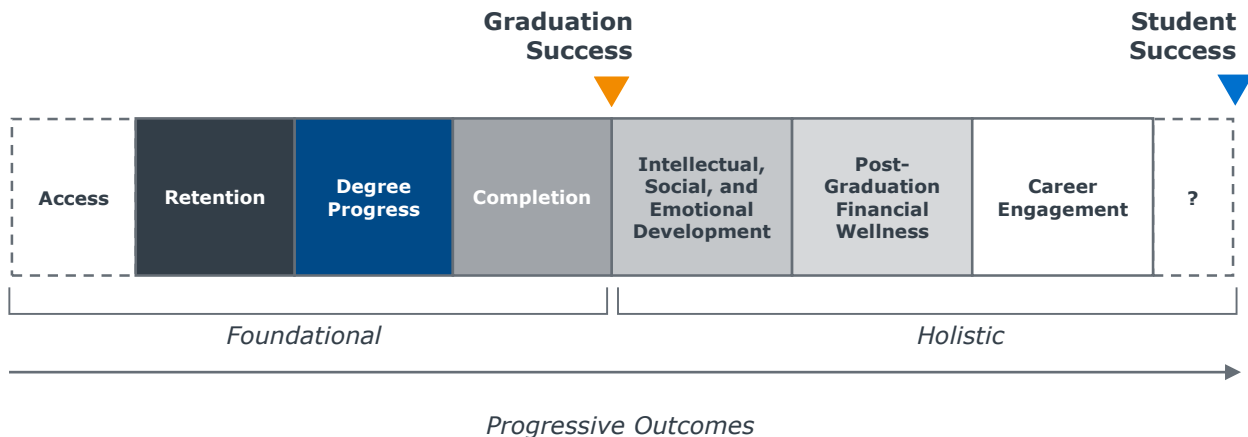 Graduation
Success
Student
Success
Access
Retention
Degree
Progress
Completion
Intellectual,
Social, and
Emotional
Development
Post-
Graduation
Financial
Wellness
Career
Engagement
?
Foundational
Holistic
Progressive Outcomes